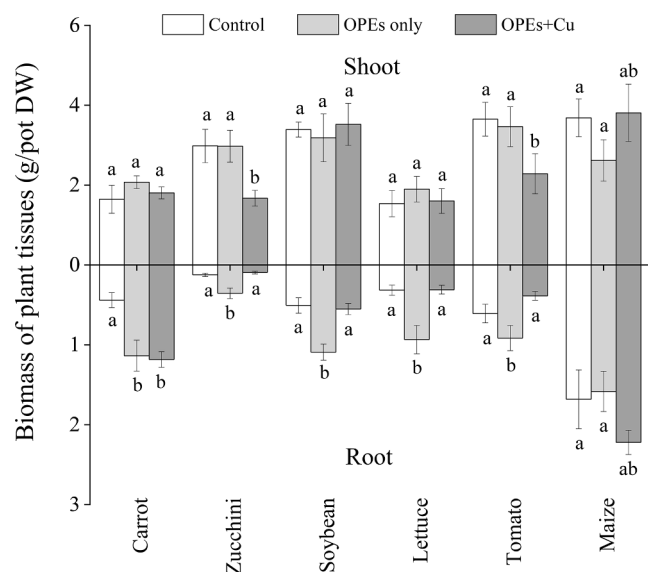 Control OPEs only OPEs+Cu
Biomass of plant tissues (g/pot DW)
Shoot
6
4
2
0
1
2
3
a a a
a a b
a a a
a a a
a a b
a a ab
a b b
a b a
a b a
a b a
a b a
a a ab
Root
Carrot
Zucchini
Soybean
Lettuce
Tomato
Maize